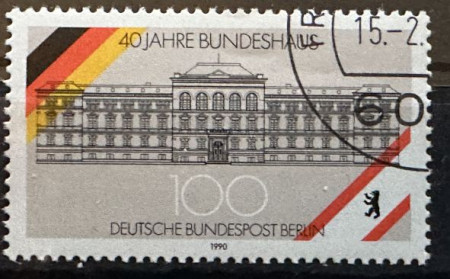 40 JAHRE BUNDESHAUS
15.-2.
60
100
DEUTSCHE BUNDESPOST BERLIN
1990